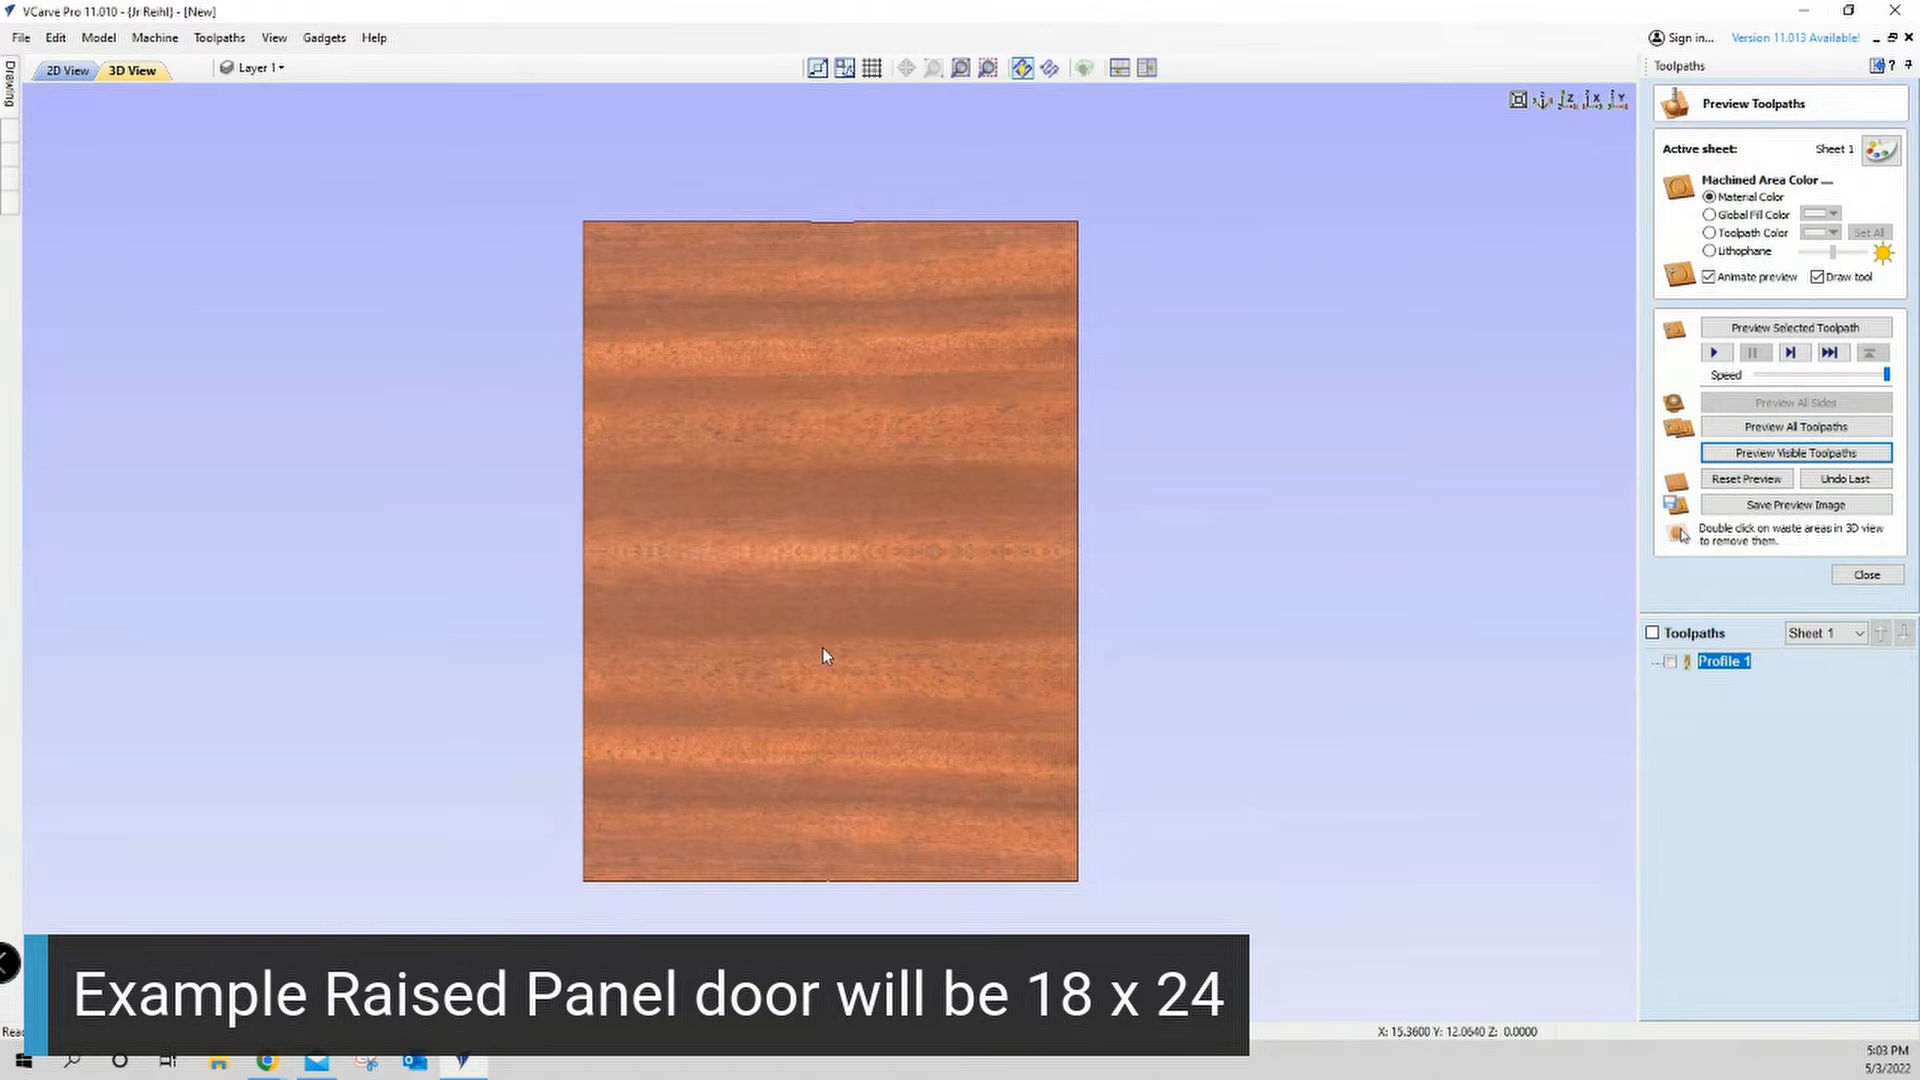 VCarve Pro 11.010 - {Jr Reihl} - [New]
File Edit Model Machine Toolpaths View Gadgets Help
Sign in... Version 11.013 Available!
Drawing
2D View 3D View Layer 1
Toolpaths
Preview Toolpaths
Active sheet: Sheet 1
Machined Area Color ....
Material Color
Global Fill Color
Toolpath Color Set All
Lithophane
Animate preview Draw tool
Preview Selected Toolpath
Speed
Preview All Sides
Preview All Toolpaths
Preview Visible Toolpaths
Reset Preview Undo Last
Save Preview Image
Double click on waste areas in 3D view
to remove them.
Close
Toolpaths Sheet 1
Profile 1
Example Raised Panel door will be 18 x 24
Rea
X: 15.3600 Y: 12.0640 Z: 0.0000
5:03 PM
5/3/2022